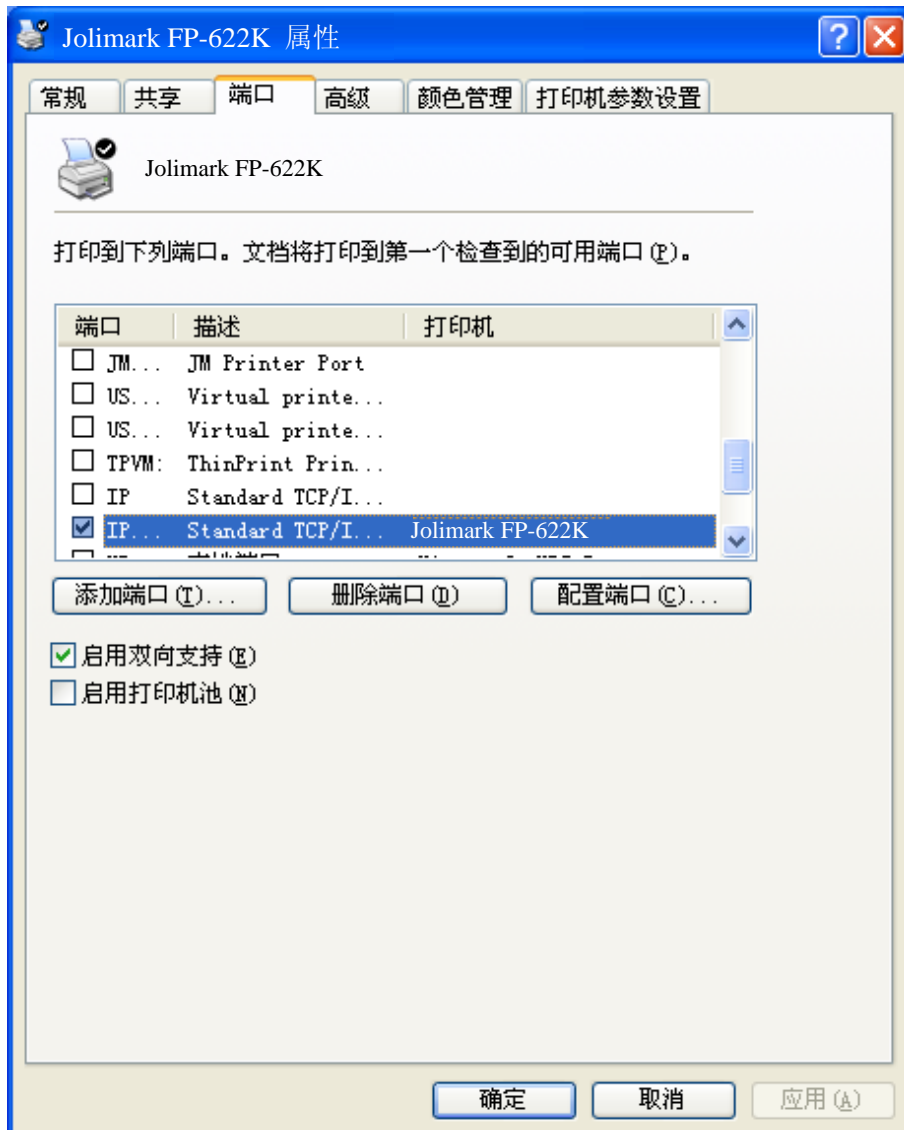 Jolimark FP-622K 属性
常规 共享 端口 高级 颜色管理 打印机参数设置
Jolimark FP-622K
打印到下列端口。文档将打印到第一个检查到的可用端口(P)。
端口 描述 打印机
JM... JM Printer Port
US... Virtual printe...
US... Virtual printe...
TPVM: ThinPrint Prin...
IP Standard TCP/I...
IP... Standard TCP/I... Jolimark FP-622K
添加端口(T)... 删除端口(D) 配置端口(C)...
启用双向支持(E)
启用打印机池(N)
确定 取消 应用(A)